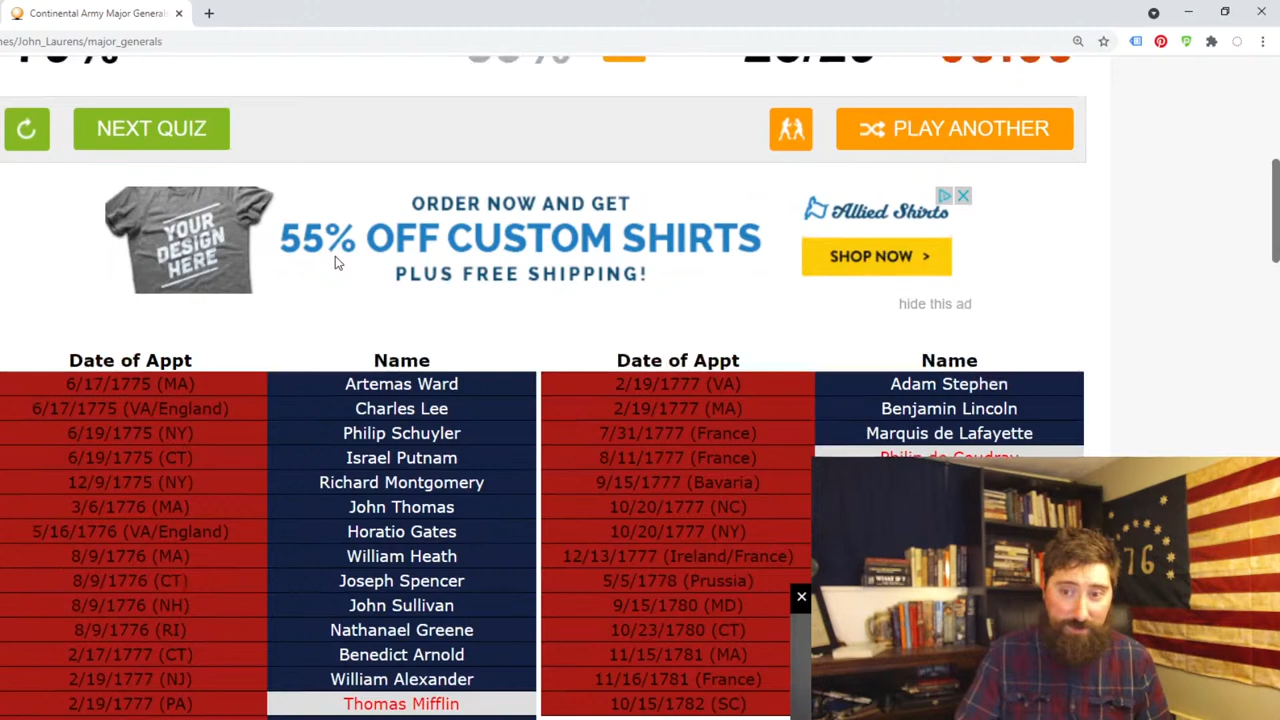 Continental Army Major General
nes/John_Laurens/major_generals
NEXT QUIZ
PLAY ANOTHER
YOUR
DESIGN
HERE
ORDER NOW AND GET
55% OFF CUSTOM SHIRTS
PLUS FREE SHIPPING!
Allied Shirts
SHOP NOW >
hide this ad
Date of Appt Name Date of Appt Name
6/17/1775 (MA) Artemas Ward 2/19/1777 (VA) Adam Stephen
6/17/1775 (VA/England) Charles Lee 2/19/1777 (MA) Benjamin Lincoln
6/19/1775 (NY) Philip Schuyler 7/31/1777 (France) Marquis de Lafayette
6/19/1775 (CT) Israel Putnam 8/11/1777 (France) Philip de Coudray
12/9/1775 (NY) Richard Montgomery 9/15/1777 (Bavaria)
3/6/1776 (MA) John Thomas 10/20/1777 (NC)
5/16/1776 (VA/England) Horatio Gates 10/20/1777 (NY)
8/9/1776 (MA) William Heath 12/13/1777 (Ireland/France)
8/9/1776 (CT) Joseph Spencer 5/5/1778 (Prussia)
8/9/1776 (NH) John Sullivan 9/15/1780 (MD)
8/9/1776 (RI) Nathanael Greene 10/23/1780 (CT)
2/17/1777 (CT) Benedict Arnold 11/15/1781 (MA)
2/19/1777 (NJ) William Alexander 11/16/1781 (France)
2/19/1777 (PA) Thomas Mifflin 10/15/1782 (SC)
76
WHAT IF?